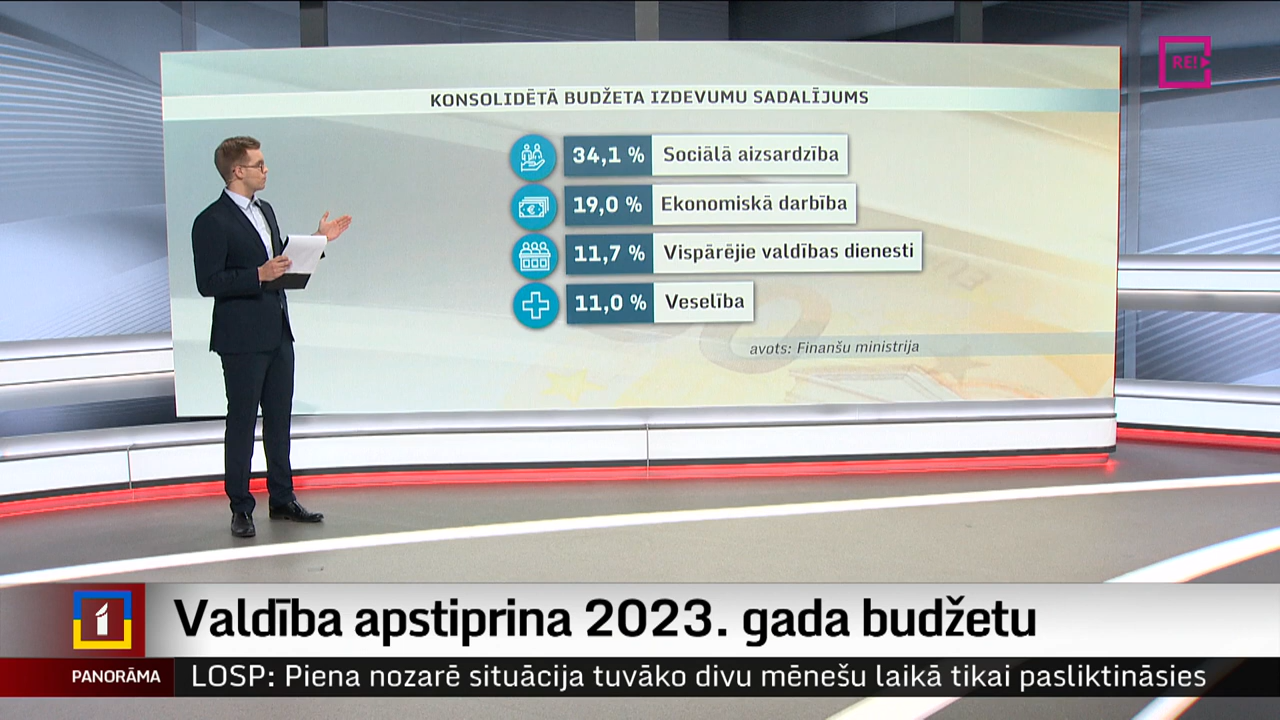 RE!
KONSOLIDĒTĀ BUDŽETA IZDEVUMU SADALĪJUMS
34,1 % Sociālā aizsardzība
19,0 % Ekonomiskā darbība
11,7 % Vispārējie valdības dienesti
11,0 % Veselība
avots: Finanšu ministrija
1 Valdība apstiprina 2023. gada budžetu
PANORĀMA LOSP: Piena nozarē situācija tuvāko divu mēnešu laikā tikai pasliktināsies